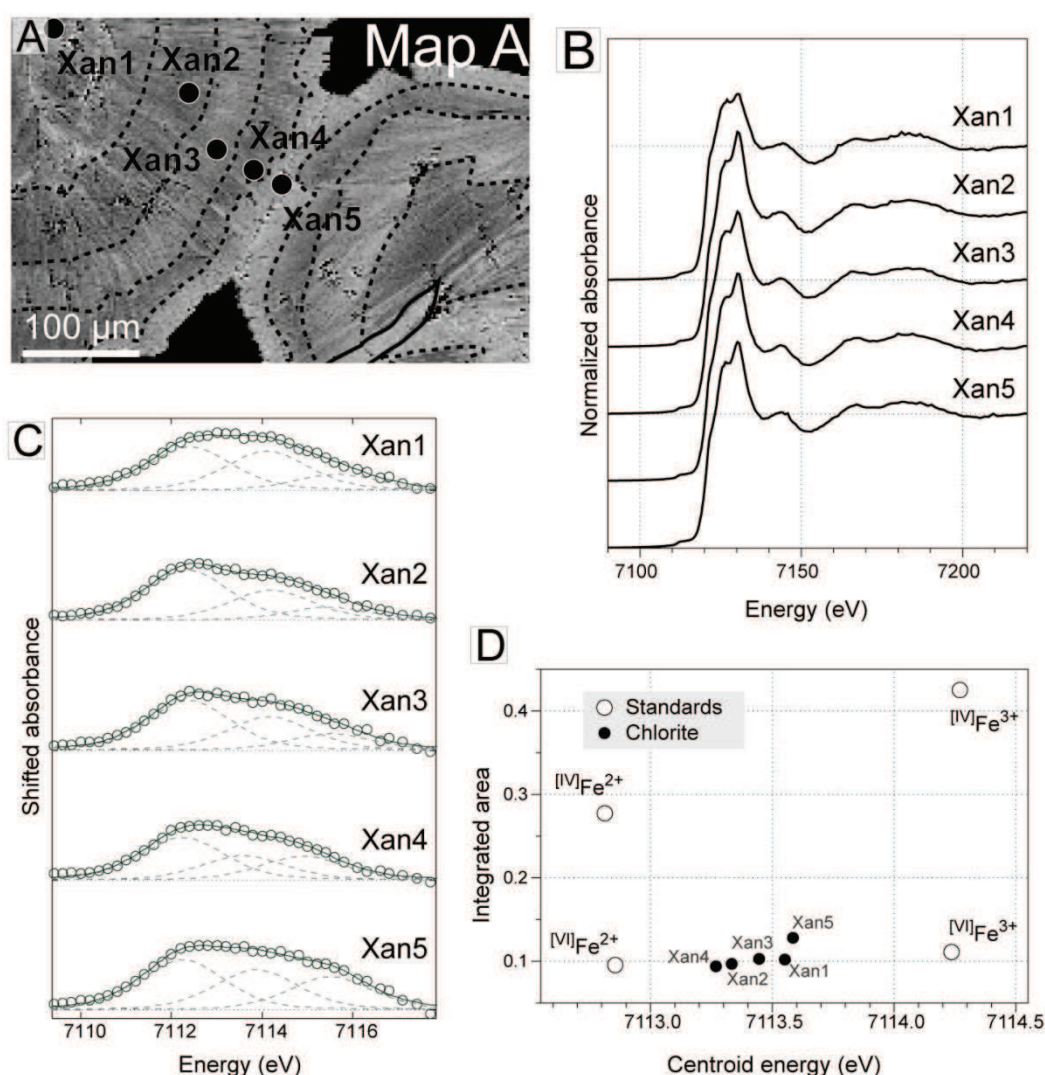 A
Map A
Xan1
Xan2
Xan3
Xan4
Xan5
100 µm
B
Xan1
Xan2
Xan3
Xan4
Xan5
Normalized absorbance
7100
7150
7200
Energy (eV)
C
Xan1
Xan2
Xan3
Xan4
Xan5
Shifted absorbance
7110
7112
7114
7116
Energy (eV)
D
Standards
Chlorite
[IV]Fe3+
[IV]Fe2+
[VI]Fe2+
[VI]Fe3+
Xan5
Xan3
Xan4
Xan2
Xan1
0.4
0.3
0.2
0.1
Integrated area
7113.0
7113.5
7114.0
7114.5
Centroid energy (eV)